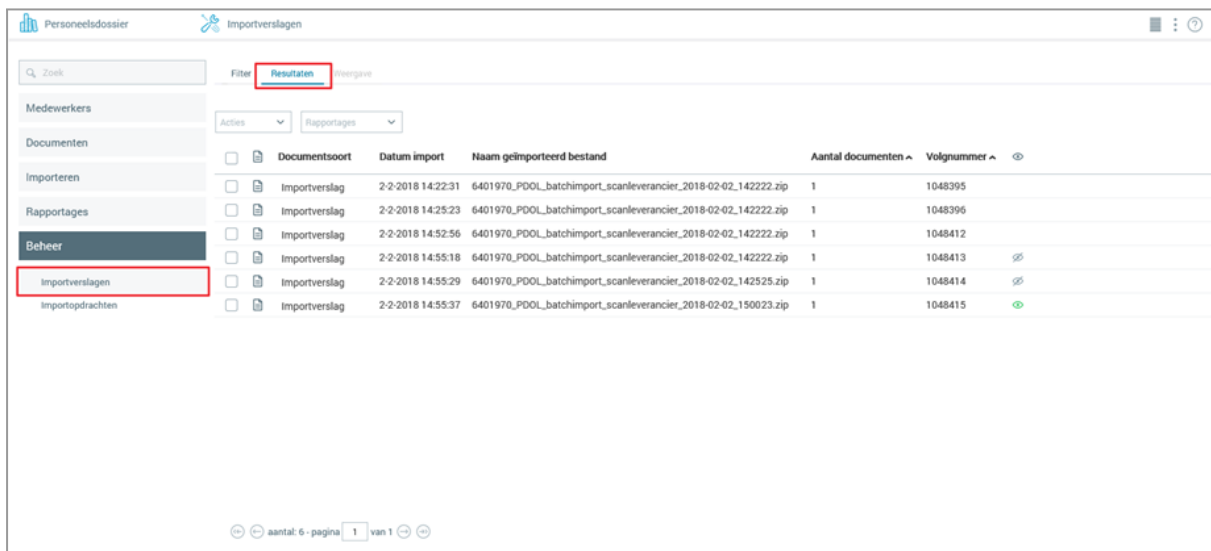 Personeelsdossier
Importverslagen
Zoek
Medewerkers
Documenten
Importeren
Rapportages
Beheer
Importverslagen
Importopdrachten
Filter Resultaten Weergave
Acties Rapportages
Documentsoort Datum import Naam geïmporteerd bestand Aantal documenten Volgnummer
Importverslag 2-2-2018 14:22:31 6401970_PDOL_batchimport_scanleverancier_2018-02-02_142222.zip 1 1048395
Importverslag 2-2-2018 14:25:23 6401970_PDOL_batchimport_scanleverancier_2018-02-02_142222.zip 1 1048396
Importverslag 2-2-2018 14:52:56 6401970_PDOL_batchimport_scanleverancier_2018-02-02_142222.zip 1 1048412
Importverslag 2-2-2018 14:55:18 6401970_PDOL_batchimport_scanleverancier_2018-02-02_142222.zip 1 1048413
Importverslag 2-2-2018 14:55:29 6401970_PDOL_batchimport_scanleverancier_2018-02-02_142525.zip 1 1048414
Importverslag 2-2-2018 14:55:37 6401970_PDOL_batchimport_scanleverancier_2018-02-02_150023.zip 1 1048415
aantal: 6 - pagina 1 van 1